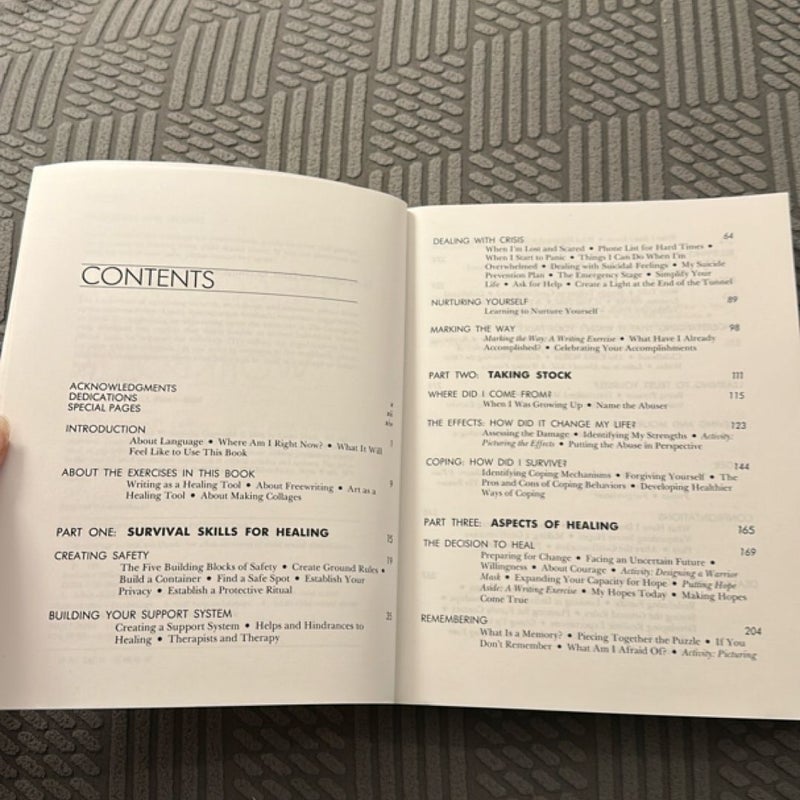 CONTENTS
ACKNOWLEDGMENTS
DEDICATIONS
SPECIAL PAGES
INTRODUCTION
About Language • Where Am I Right Now? • What It Will
Feel Like to Use This Book
ABOUT THE EXERCISES IN THIS BOOK 9
Writing as a Healing Tool • About Freewriting • Art as a
Healing Tool • About Making Collages
PART ONE: SURVIVAL SKILLS FOR HEALING 15
CREATING SAFETY 19
The Five Building Blocks of Safety • Create Ground Rules •
Build a Container • Find a Safe Spot • Establish Your
Privacy • Establish a Protective Ritual
BUILDING YOUR SUPPORT SYSTEM 35
Creating a Support System • Helps and Hindrances to
Healing • Therapists and Therapy
DEALING WITH CRISIS 64
When I'm Lost and Scared • Phone List for Hard Times •
When I Start to Panic • Things I Can Do When I'm
Overwhelmed • Dealing with Suicidal Feelings • My Suicide
Prevention Plan • The Emergency Stage • Simplify Your
Life • Ask for Help • Create a Light at the End of the Tunnel
NURTURING YOURSELF 89
Learning to Nurture Yourself
MARKING THE WAY 98
Marking the Way: A Writing Exercise • What Have I Already
Accomplished? • Celebrating Your Accomplishments
PART TWO: TAKING STOCK 111
WHERE DID I COME FROM? 115
When I Was Growing Up • Name the Abuser
THE EFFECTS: HOW DID IT CHANGE MY LIFE? 123
Assessing the Damage • Identifying My Strengths • Activity:
Picturing the Effects • Putting the Abuse in Perspective
COPING: HOW DID I SURVIVE? 144
Identifying Coping Mechanisms • Forgiving Yourself • The
Pros and Cons of Coping Behaviors • Developing Healthier
Ways of Coping
PART THREE: ASPECTS OF HEALING 165
THE DECISION TO HEAL 169
Preparing for Change • Facing an Uncertain Future •
Willingness • About Courage • Activity: Designing a Warrior
Mask • Expanding Your Capacity for Hope • Putting Hope
Aside: A Writing Exercise • My Hopes Today • Making Hopes
Come True
REMEMBERING 204
What Is a Memory? • Piecing Together the Puzzle • If You
Don't Remember • What Am I Afraid Of? • Activity: Picturing